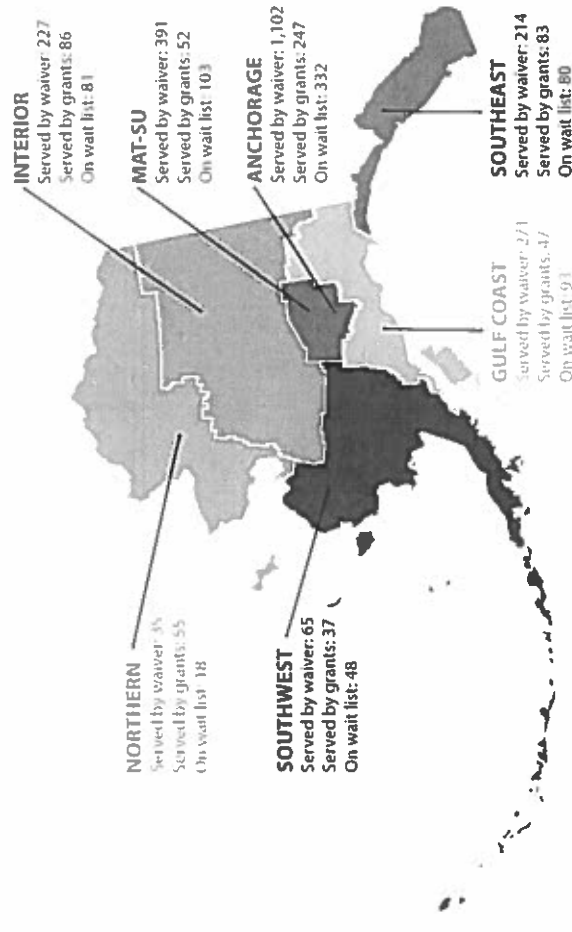 NORTHERN
Served by waiver: 35
Served by grants: 55
On wait list: 18
SOUTHWEST
Served by waiver: 65
Served by grants: 37
On wait list: 48
INTERIOR
Served by waiver: 227
Served by grants: 86
On wait list: 81
MAT-SU
Served by waiver: 391
Served by grants: 52
On wait list: 103
ANCHORAGE
Served by waiver: 1,102
Served by grants: 247
On wait list: 332
GULF COAST
Served by waiver: 271
Served by grants: 47
On wait list: 93
SOUTHEAST
Served by waiver: 214
Served by grants: 83
On wait list: 80